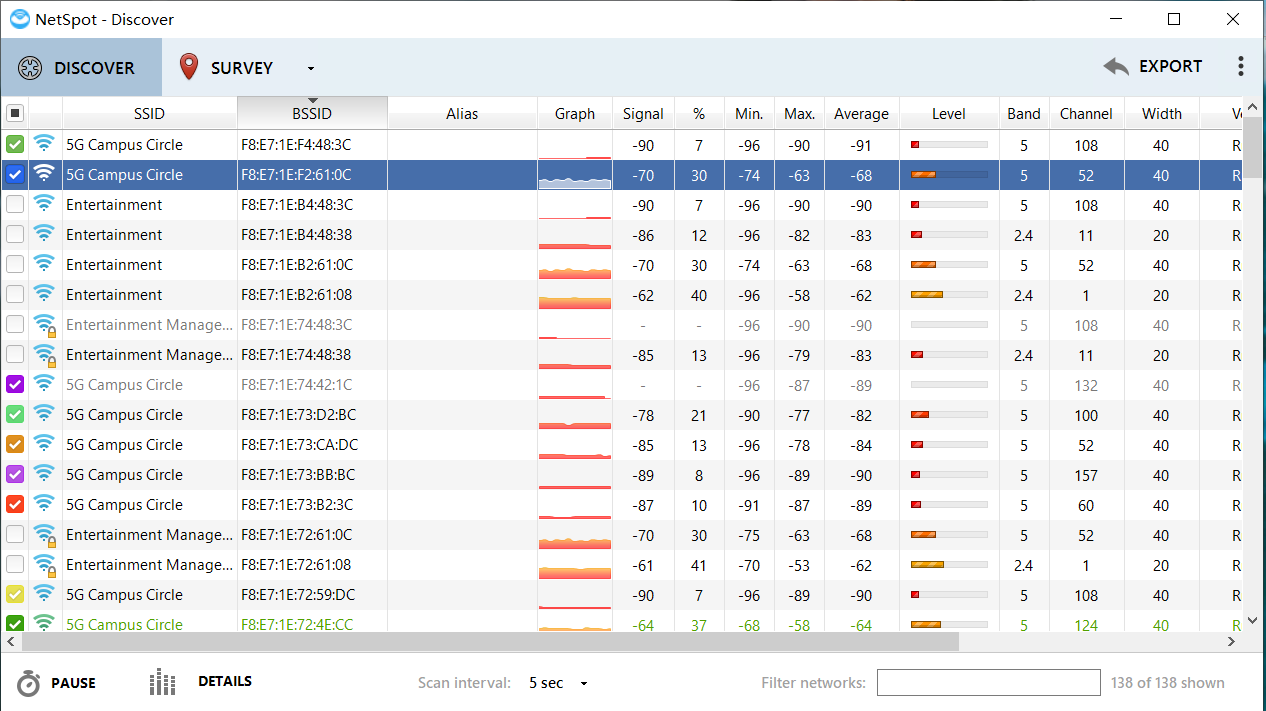 NetSpot - Discover
DISCOVER SURVEY EXPORT
SSID BSSID Alias Graph Signal % Min. Max. Average Level Band Channel Width
5G Campus Circle F8:E7:1E:F4:48:3C -90 7 -96 -90 -91 5 108 40 R
5G Campus Circle F8:E7:1E:F2:61:0C -70 30 -74 -63 -68 5 52 40 R
Entertainment F8:E7:1E:B4:48:3C -90 7 -96 -90 -90 5 108 40 R
Entertainment F8:E7:1E:B4:48:38 -86 12 -96 -82 -83 2.4 11 20 R
Entertainment F8:E7:1E:B2:61:0C -70 30 -74 -63 -68 5 52 40 R
Entertainment F8:E7:1E:B2:61:08 -62 40 -96 -58 -62 2.4 1 20 R
Entertainment Manage... F8:E7:1E:74:48:3C - - -96 -90 -90 5 108 40 R
Entertainment Manage... F8:E7:1E:74:48:38 -85 13 -96 -79 -83 2.4 11 20 R
5G Campus Circle F8:E7:1E:74:42:1C - - -96 -87 -89 5 132 40 R
5G Campus Circle F8:E7:1E:73:D2:BC -78 21 -90 -77 -82 5 100 40 R
5G Campus Circle F8:E7:1E:73:CA:DC -85 13 -96 -78 -84 5 52 40 R
5G Campus Circle F8:E7:1E:73:BB:BC -89 8 -96 -89 -90 5 157 40 R
5G Campus Circle F8:E7:1E:73:B2:3C -87 10 -91 -87 -89 5 60 40 R
Entertainment Manage... F8:E7:1E:72:61:0C -70 30 -75 -63 -68 5 52 40 R
Entertainment Manage... F8:E7:1E:72:61:08 -61 41 -70 -53 -62 2.4 1 20 R
5G Campus Circle F8:E7:1E:72:59:DC -90 7 -96 -89 -90 5 108 40 R
5G Campus Circle F8:E7:1E:72:4E:CC -64 37 -68 -58 -64 5 124 40 R
PAUSE DETAILS Scan interval: 5 sec Filter networks: 138 of 138 shown